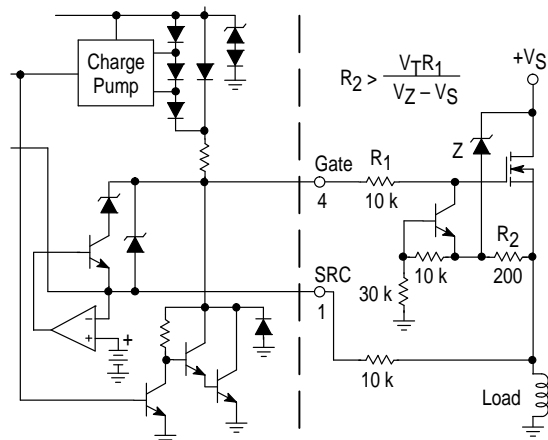 Charge
Pump
R2 > VTR1
VZ – VS
+VS
Z
Gate
4
R1
10 k
R2
10 k
200
30 k
SRC
1
10 k
Load
–
+
+